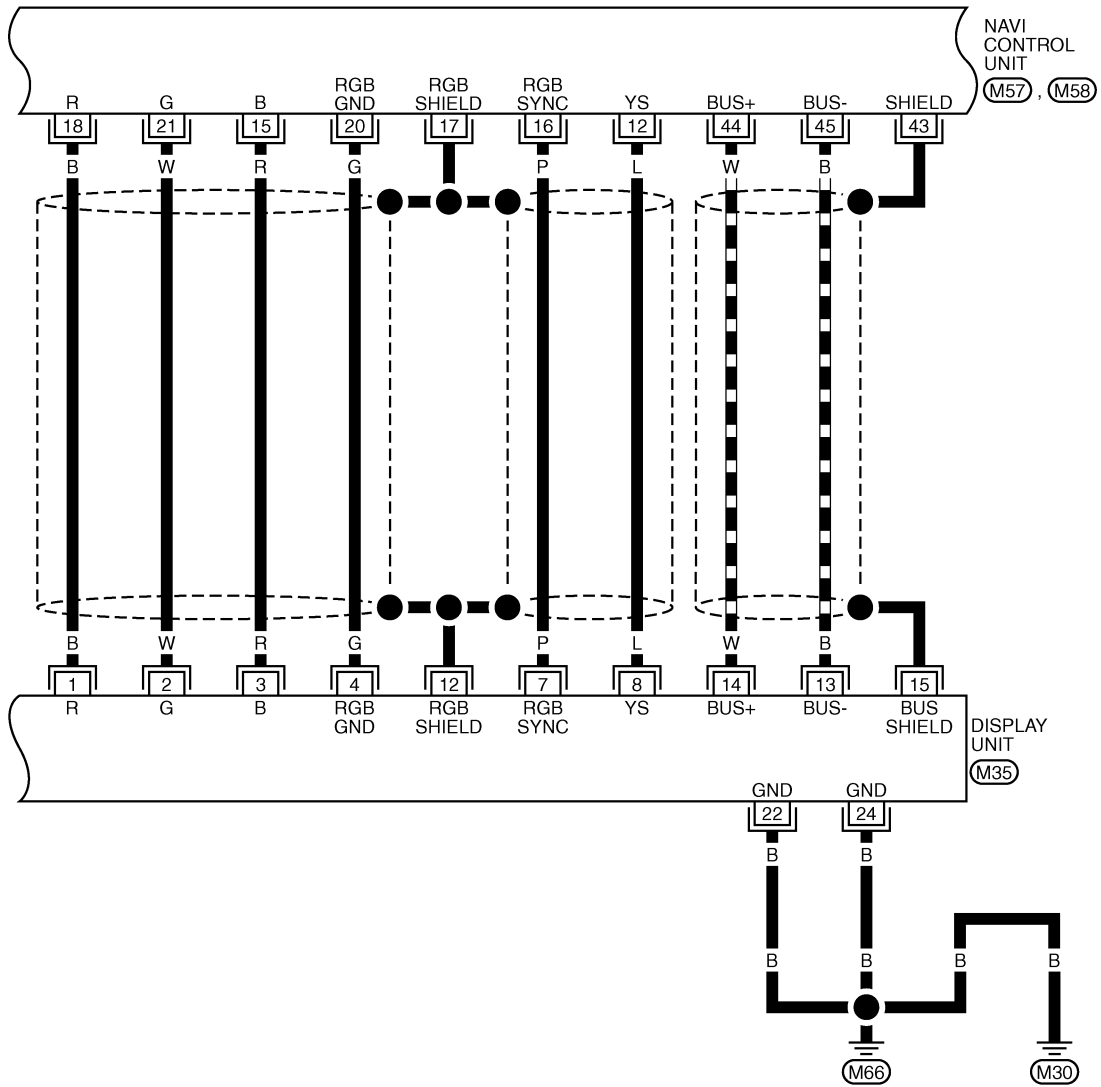 NAVI
CONTROL
UNIT
M57 , M58
R G B RGB GND RGB SHIELD RGB SYNC YS BUS+ BUS- SHIELD
18 21 15 20 17 16 12 44 45 43
B W R G P L W B
B W R G P L W B
1 2 3 4 12 7 8 14 13 15
R G B RGB GND RGB SHIELD RGB SYNC YS BUS+ BUS- BUS SHIELD
DISPLAY
UNIT
M35
GND GND
22 24
B B
B B B B
M66 M30